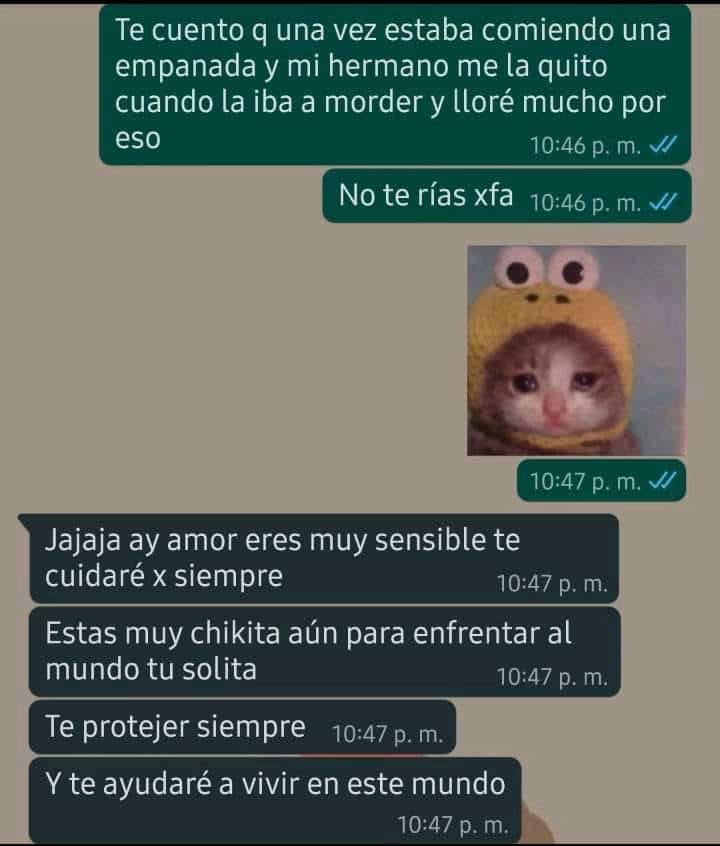 Te cuento q una vez estaba comiendo una
empanada y mi hermano me la quito
cuando la iba a morder y lloré mucho por
eso
10:46 p. m.
No te rías xfa 10:46 p. m.
10:47 p. m.
Jajaja ay amor eres muy sensible te
cuidaré x siempre
10:47 p. m.
Estas muy chikita aún para enfrentar al
mundo tu solita
10:47 p. m.
Te protejer siempre 10:47 p. m.
Y te ayudaré a vivir en este mundo
10:47 p. m.